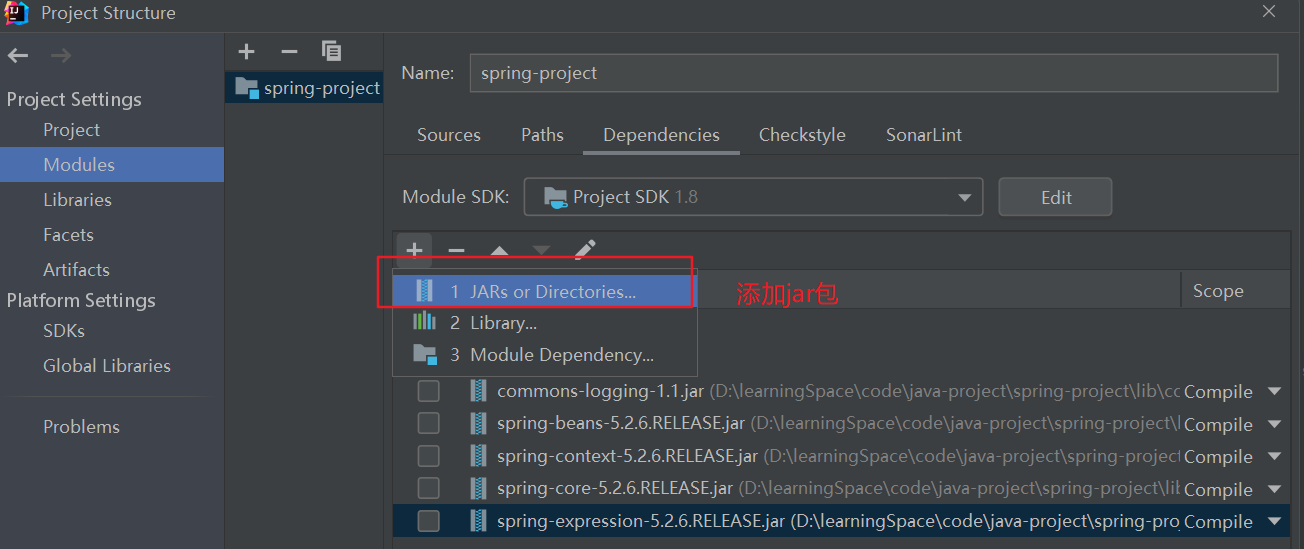 Project Structure
Project Settings
Project
Modules
Libraries
Facets
Artifacts
Platform Settings
SDKs
Global Libraries
Problems
spring-project
Name: spring-project
Sources Paths Dependencies Checkstyle SonarLint
Module SDK: Project SDK 1.8 Edit
1 JARs or Directories...
添加jar包
Scope
2 Library...
3 Module Dependency...
commons-logging-1.1.jar (D:\learningSpace\code\java-project\spring-project\lib\cc Compile
spring-beans-5.2.6.RELEASE.jar (D:\learningSpace\code\java-project\spring-project\l Compile
spring-context-5.2.6.RELEASE.jar (D:\learningSpace\code\java-project\spring-project Compile
spring-core-5.2.6.RELEASE.jar (D:\learningSpace\code\java-project\spring-project\lib Compile
spring-expression-5.2.6.RELEASE.jar (D:\learningSpace\code\java-project\spring-pro Compile